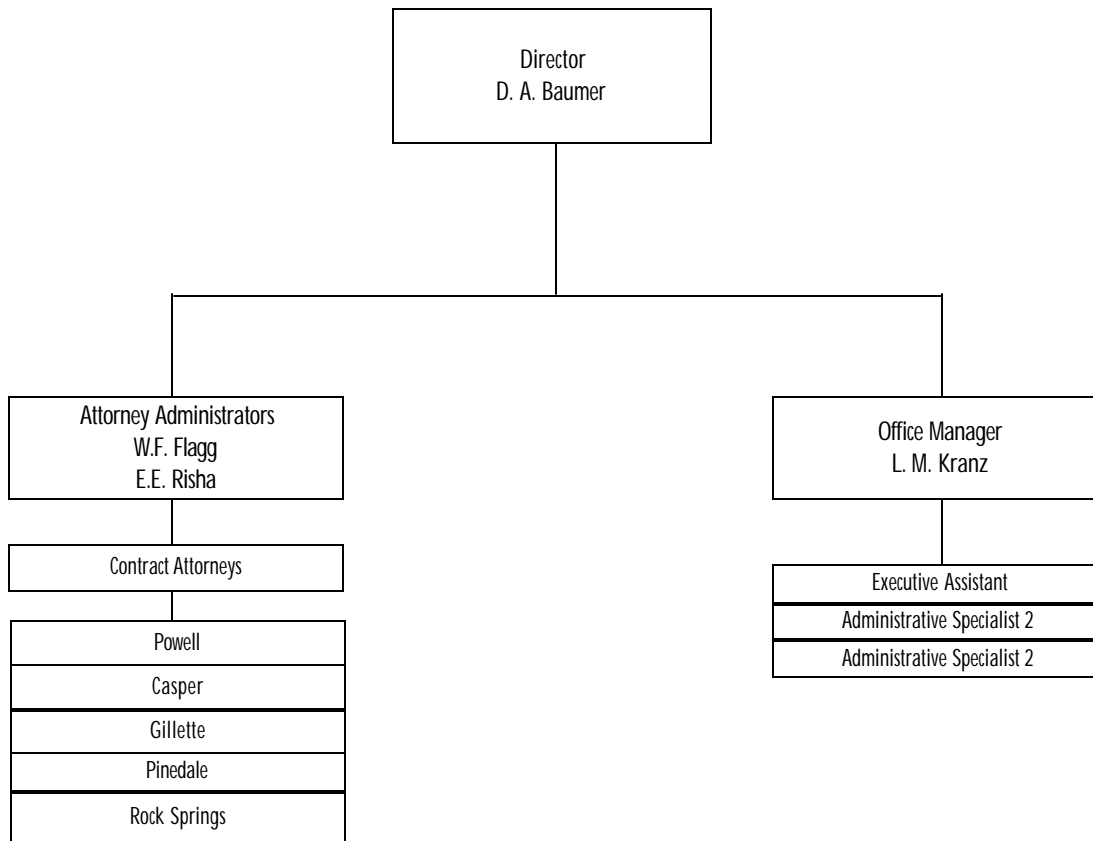 Director
D. A. Baumer
Attorney Administrators
W.F. Flagg
E.E. Risha
Office Manager
L. M. Kranz
Contract Attorneys
Powell
Casper
Gillette
Pinedale
Rock Springs
Executive Assistant
Administrative Specialist 2
Administrative Specialist 2